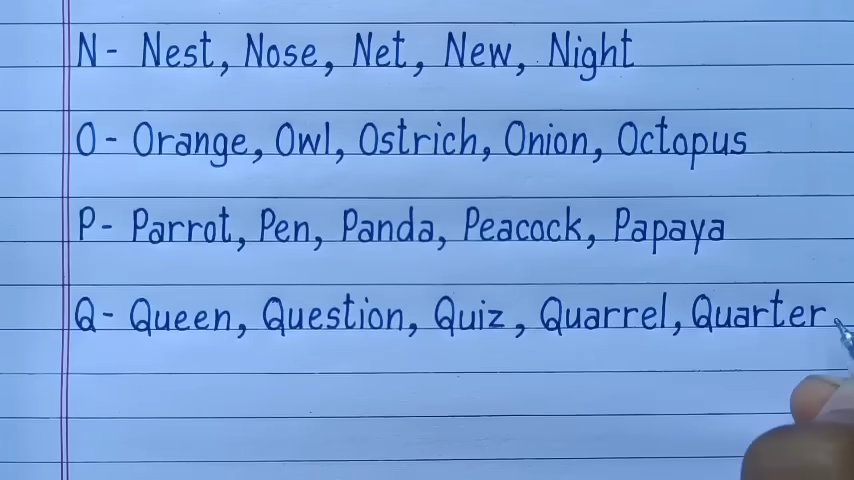 N- Nest, Nose, Net, New, Night
O- Orange, Owl, Ostrich, Onion, Octopus
P- Parrot, Pen, Panda, Peacock, Papaya
Q- Queen, Question, Quiz, Quarrel, Quarter